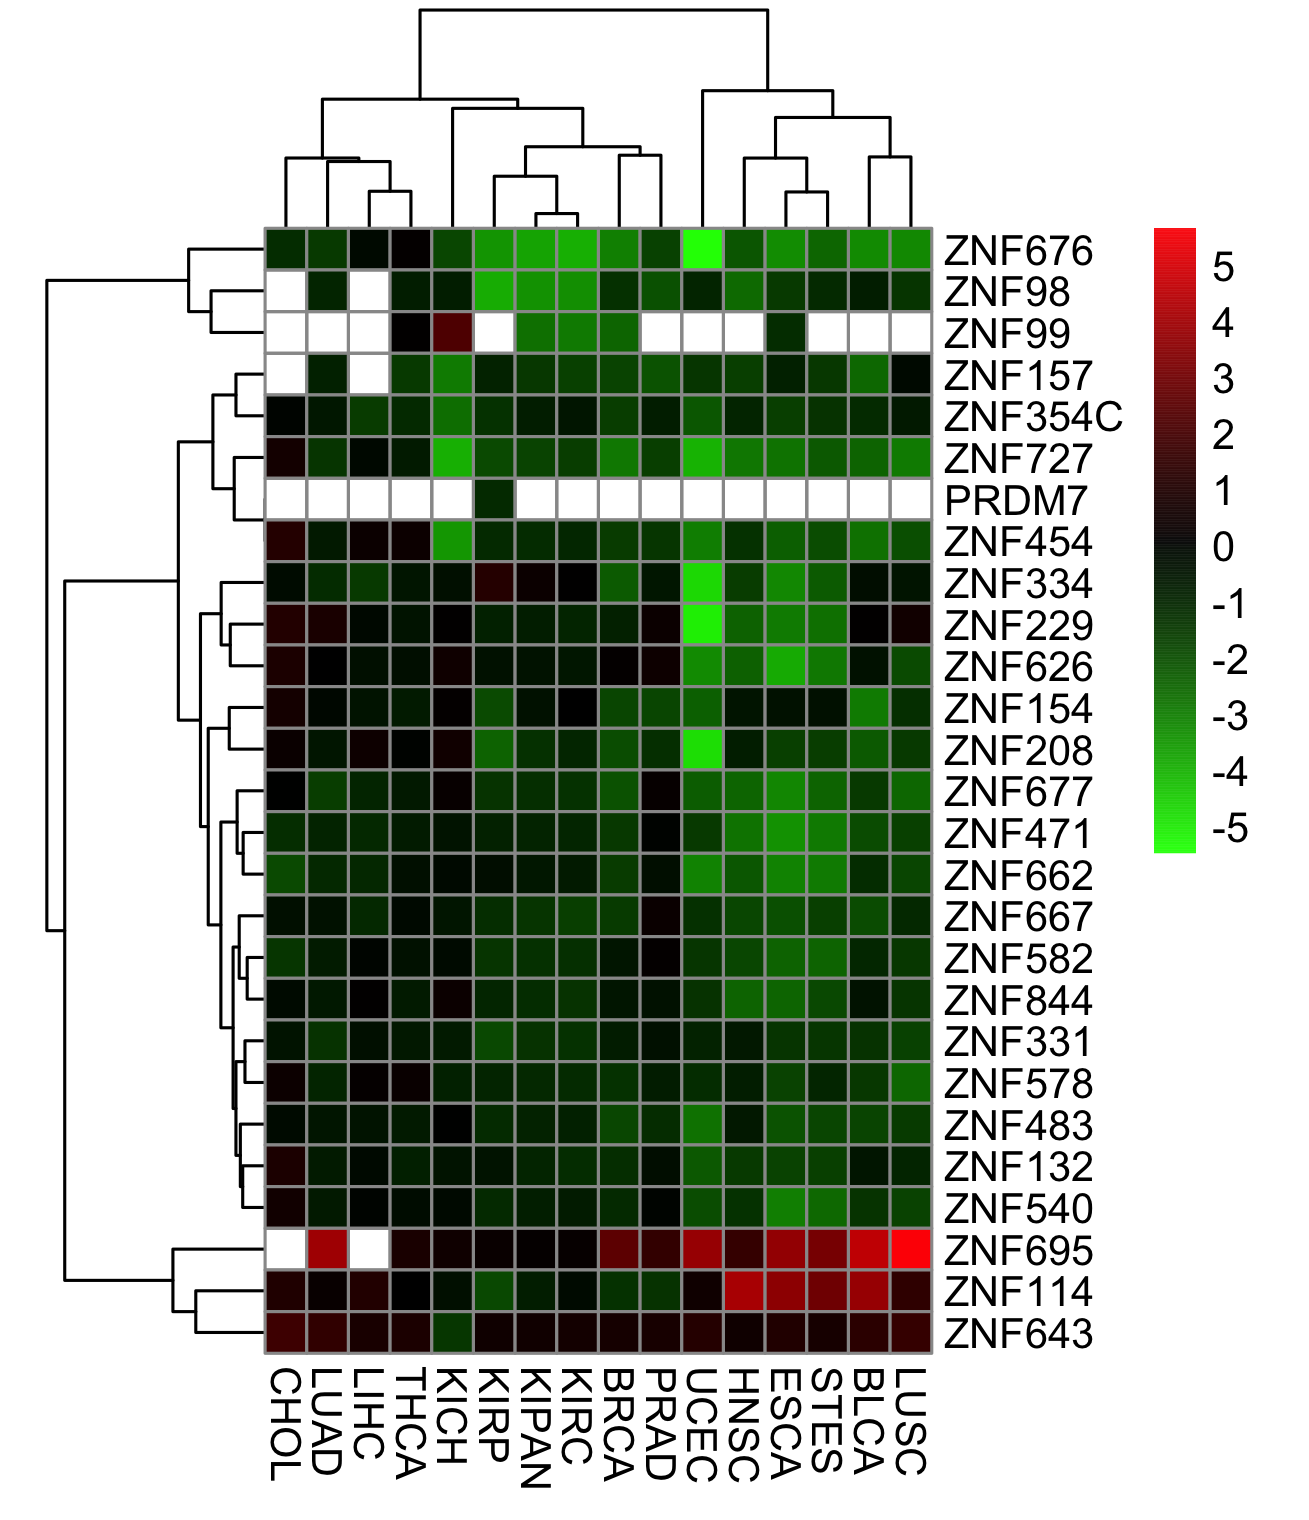 ZNF676
ZNF98
ZNF99
ZNF157
ZNF354C
ZNF727
PRDM7
ZNF454
ZNF334
ZNF229
ZNF626
ZNF154
ZNF208
ZNF677
ZNF471
ZNF662
ZNF667
ZNF582
ZNF844
ZNF331
ZNF578
ZNF483
ZNF132
ZNF540
ZNF695
ZNF114
ZNF643
5
4
3
2
1
0
-1
-2
-3
-4
-5
CHOL
LUAD
LIHC
THCA
KICH
KIRP
KIPAN
KIRC
BRCA
PRAD
UCEC
HNSC
ESCA
STES
BLCA
LUSC